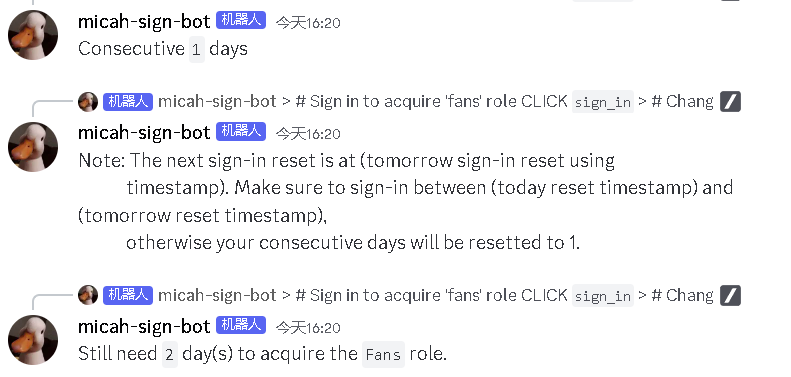 micah-sign-bot 机器人 今天16:20
Consecutive 1 days
机器人 micah-sign-bot > # Sign in to acquire 'fans' role CLICK sign_in > # Chang
micah-sign-bot 机器人 今天16:20
Note: The next sign-in reset is at (tomorrow sign-in reset using
timestamp). Make sure to sign-in between (today reset timestamp) and
(tomorrow reset timestamp),
otherwise your consecutive days will be resetted to 1.
机器人 micah-sign-bot > # Sign in to acquire 'fans' role CLICK sign_in > # Chang
micah-sign-bot 机器人 今天16:20
Still need 2 day(s) to acquire the Fans role.